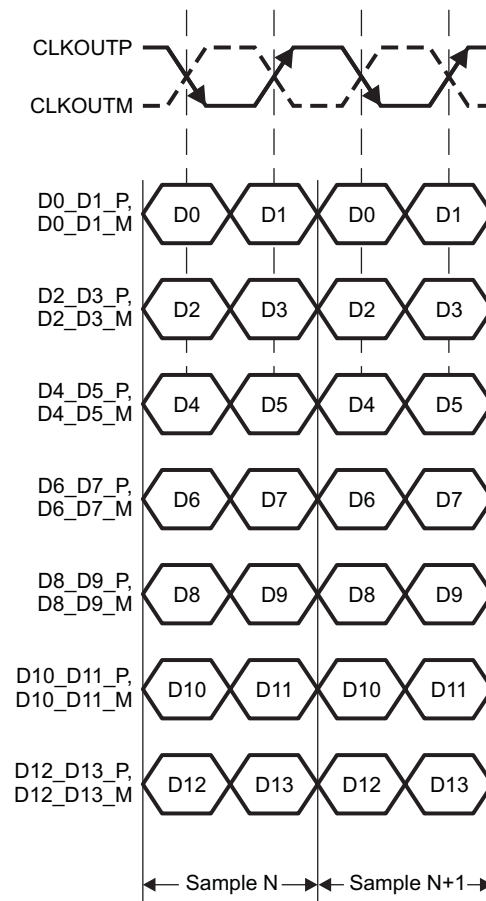 CLKOUTP
CLKOUTM
D0_D1_P,
D0_D1_M
D0 D1 D0 D1
D2_D3_P,
D2_D3_M
D2 D3 D2 D3
D4_D5_P,
D4_D5_M
D4 D5 D4 D5
D6_D7_P,
D6_D7_M
D6 D7 D6 D7
D8_D9_P,
D8_D9_M
D8 D9 D8 D9
D10_D11_P,
D10_D11_M
D10 D11 D10 D11
D12_D13_P,
D12_D13_M
D12 D13 D12 D13
Sample N Sample N+1